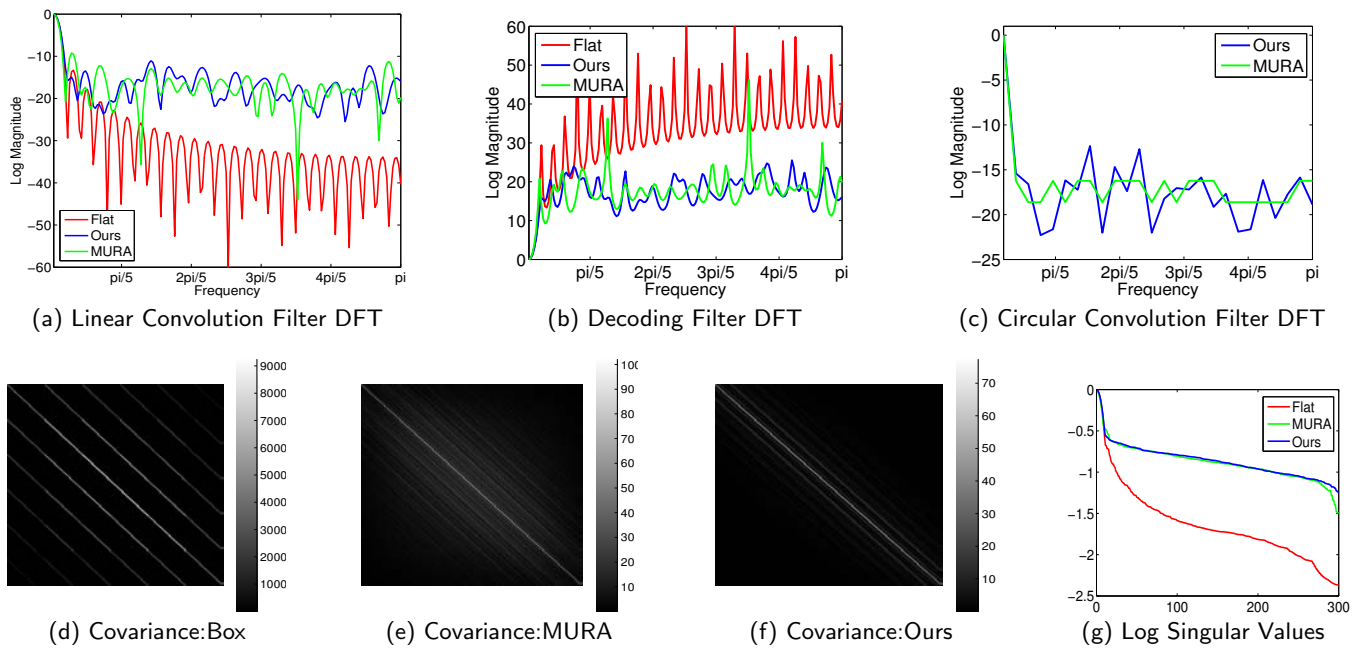 0
−10
−20
−30
−40
−50
−60
Log Magnitude
Flat
Ours
MURA
pi/5 2pi/5 3pi/5 4pi/5 pi
Frequency
(a) Linear Convolution Filter DFT
60
50
40
30
20
10
0
Log Magnitude
Flat
Ours
MURA
pi/5 2pi/5 3pi/5 4pi/5 pi
Frequency
(b) Decoding Filter DFT
0
−5
−10
−15
−20
−25
Log Magnitude
Ours
MURA
pi/5 2pi/5 3pi/5 4pi/5 pi
Frequency
(c) Circular Convolution Filter DFT
9000
8000
7000
6000
5000
4000
3000
2000
1000
(d) Covariance:Box
100
90
80
70
60
50
40
30
20
10
(e) Covariance:MURA
70
60
50
40
30
20
10
(f) Covariance:Ours
0
−0.5
−1
−1.5
−2
−2.5
Flat
MURA
Ours
0 100 200 300
(g) Log Singular Values